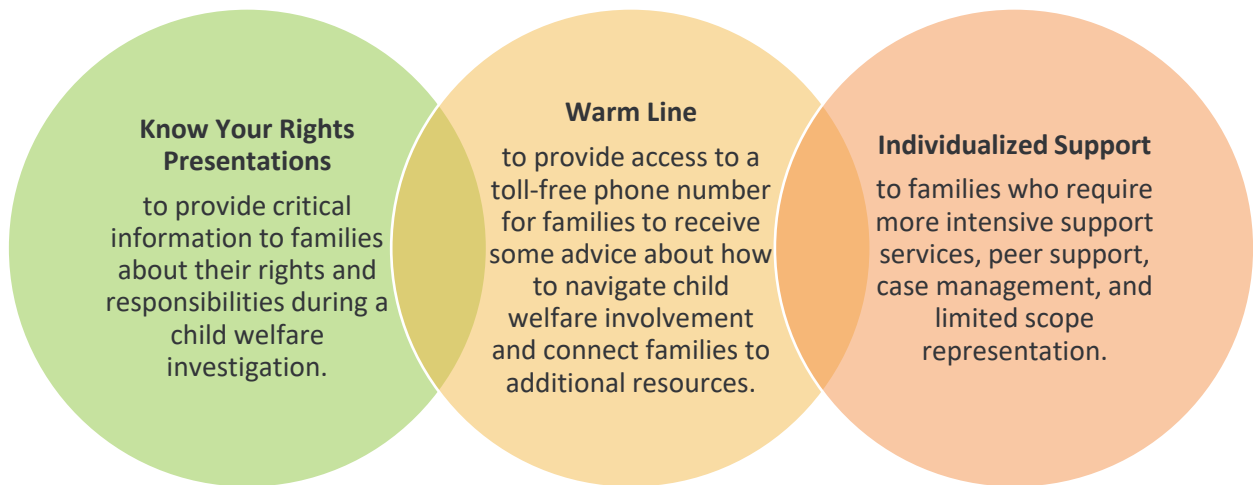 Know Your Rights
Presentations
to provide critical
information to families
about their rights and
responsibilities during a
child welfare
investigation.
Warm Line
to provide access to a
toll-free phone number
for families to receive
some advice about how
to navigate child
welfare involvement
and connect families to
additional resources.
Individualized Support
to families who require
more intensive support
services, peer support,
case management, and
limited scope
representation.